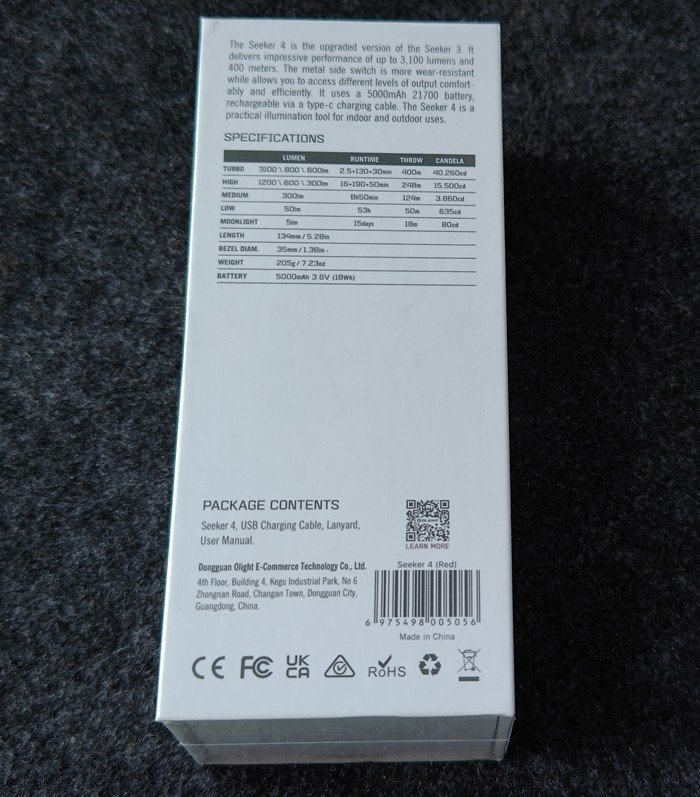 The Seeker 4 is the upgraded version of the Seeker 3. It
delivers impressive performance of up to 3,100 lumens and
400 meters. The metal side switch is more wear-resistant
while allows you to access different levels of output comfort-
ably and efficiently. It uses a 5000mAh 21700 battery,
rechargeable via a type-c charging cable. The Seeker 4 is a
practical illumination tool for indoor and outdoor uses.
SPECIFICATIONS
LUMEN RUNTIME THROW CANDELA
TURBO 3100 \ 800 \ 600lm 2.5+130+30min 400m 40.260cd
HIGH 1200 \ 600 \ 300lm 16+190+50min 248m 15.500cd
MEDIUM 300lm 8h50min 124m 3.860cd
LOW 50lm 53h 50m 635cd
MOONLIGHT 5lm 15days 18m 80cd
LENGTH 134mm / 5.28in
BEZEL DIAM. 35mm / 1.38in -
WEIGHT 205g / 7.23oz
BATTERY 5000mAh 3.6V (18Wh)
PACKAGE CONTENTS
Seeker 4, USB Charging Cable, Lanyard,
User Manual.
OLIGHT
LEARN MORE
Dongguan Olight E-Commerce Technology Co., Ltd.
4th Floor, Building 4, Kegu Industrial Park, No 6
Zhongnan Road, Changan Town, Dongguan City,
Guangdong, China.
Seeker 4 (Red)
6 975498 005056
Made in China
CE FC UK CA RoHS